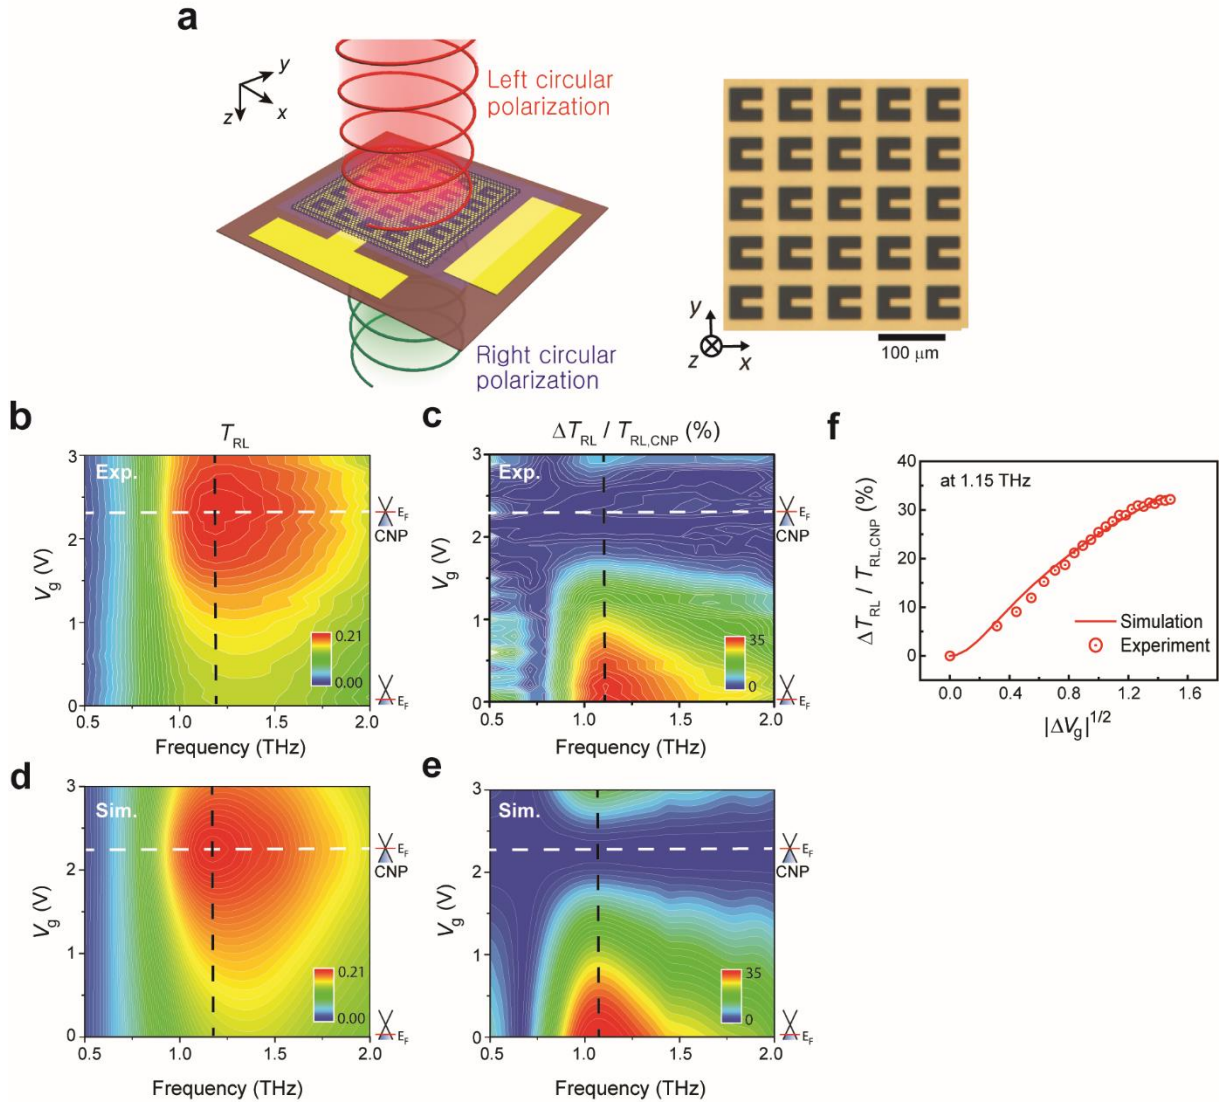 a
y
x
z
Left circular
polarization
Right circular
polarization
y
z
x
100 μm
b
T_RL
Exp.
3
2
1
0
V_g (V)
0.21
0.00
E_F
CNP
E_F
0.5
1.0
1.5
2.0
Frequency (THz)
c
ΔT_RL / T_RL,CNP (%)
Exp.
3
2
1
0
V_g (V)
35
0
E_F
CNP
E_F
0.5
1.0
1.5
2.0
Frequency (THz)
f
40
30
20
10
0
ΔT_RL / T_RL,CNP (%)
at 1.15 THz
Simulation
Experiment
0.0
0.4
0.8
1.2
1.6
|ΔV_g|^1/2
d
Sim.
3
2
1
0
V_g (V)
0.21
0.00
E_F
CNP
E_F
0.5
1.0
1.5
2.0
Frequency (THz)
e
Sim.
3
2
1
0
V_g (V)
35
0
E_F
CNP
E_F
0.5
1.0
1.5
2.0
Frequency (THz)